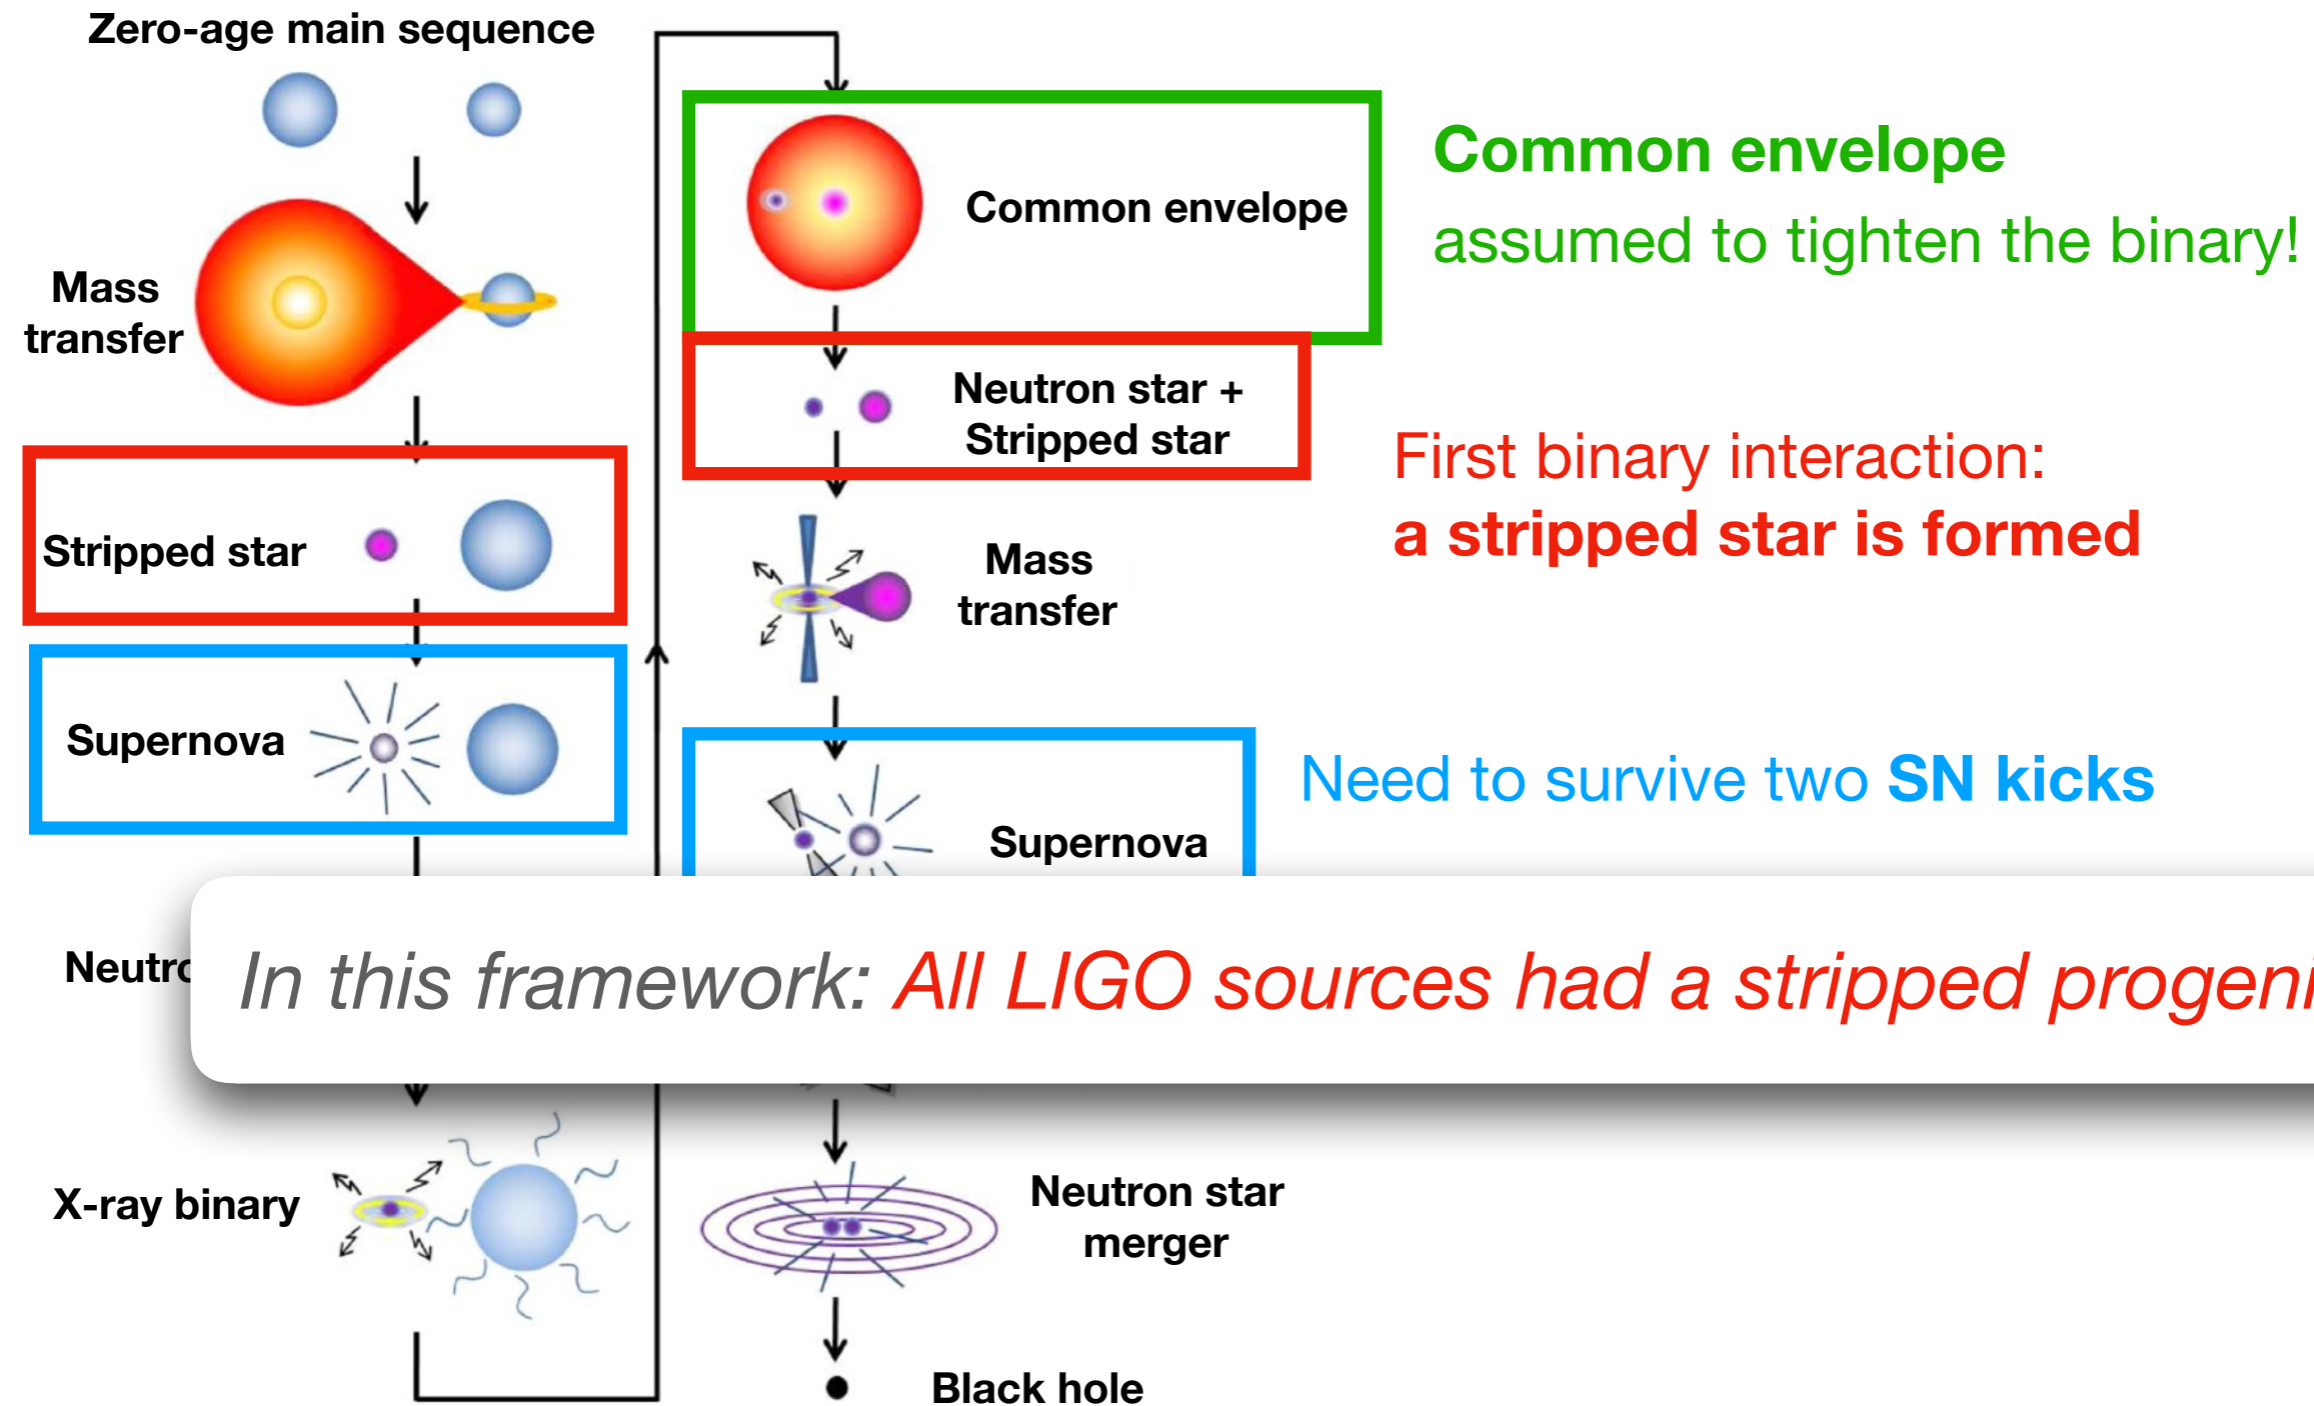 Zero-age main sequence
Mass
transfer
Stripped star
Supernova
X-ray binary
Common envelope
Neutron star +
Stripped star
Mass
transfer
Supernova
Neutron star
merger
Black hole
Common envelope
assumed to tighten the binary!
First binary interaction:
a stripped star is formed
Need to survive two SN kicks
In this framework: All LIGO sources had a stripped